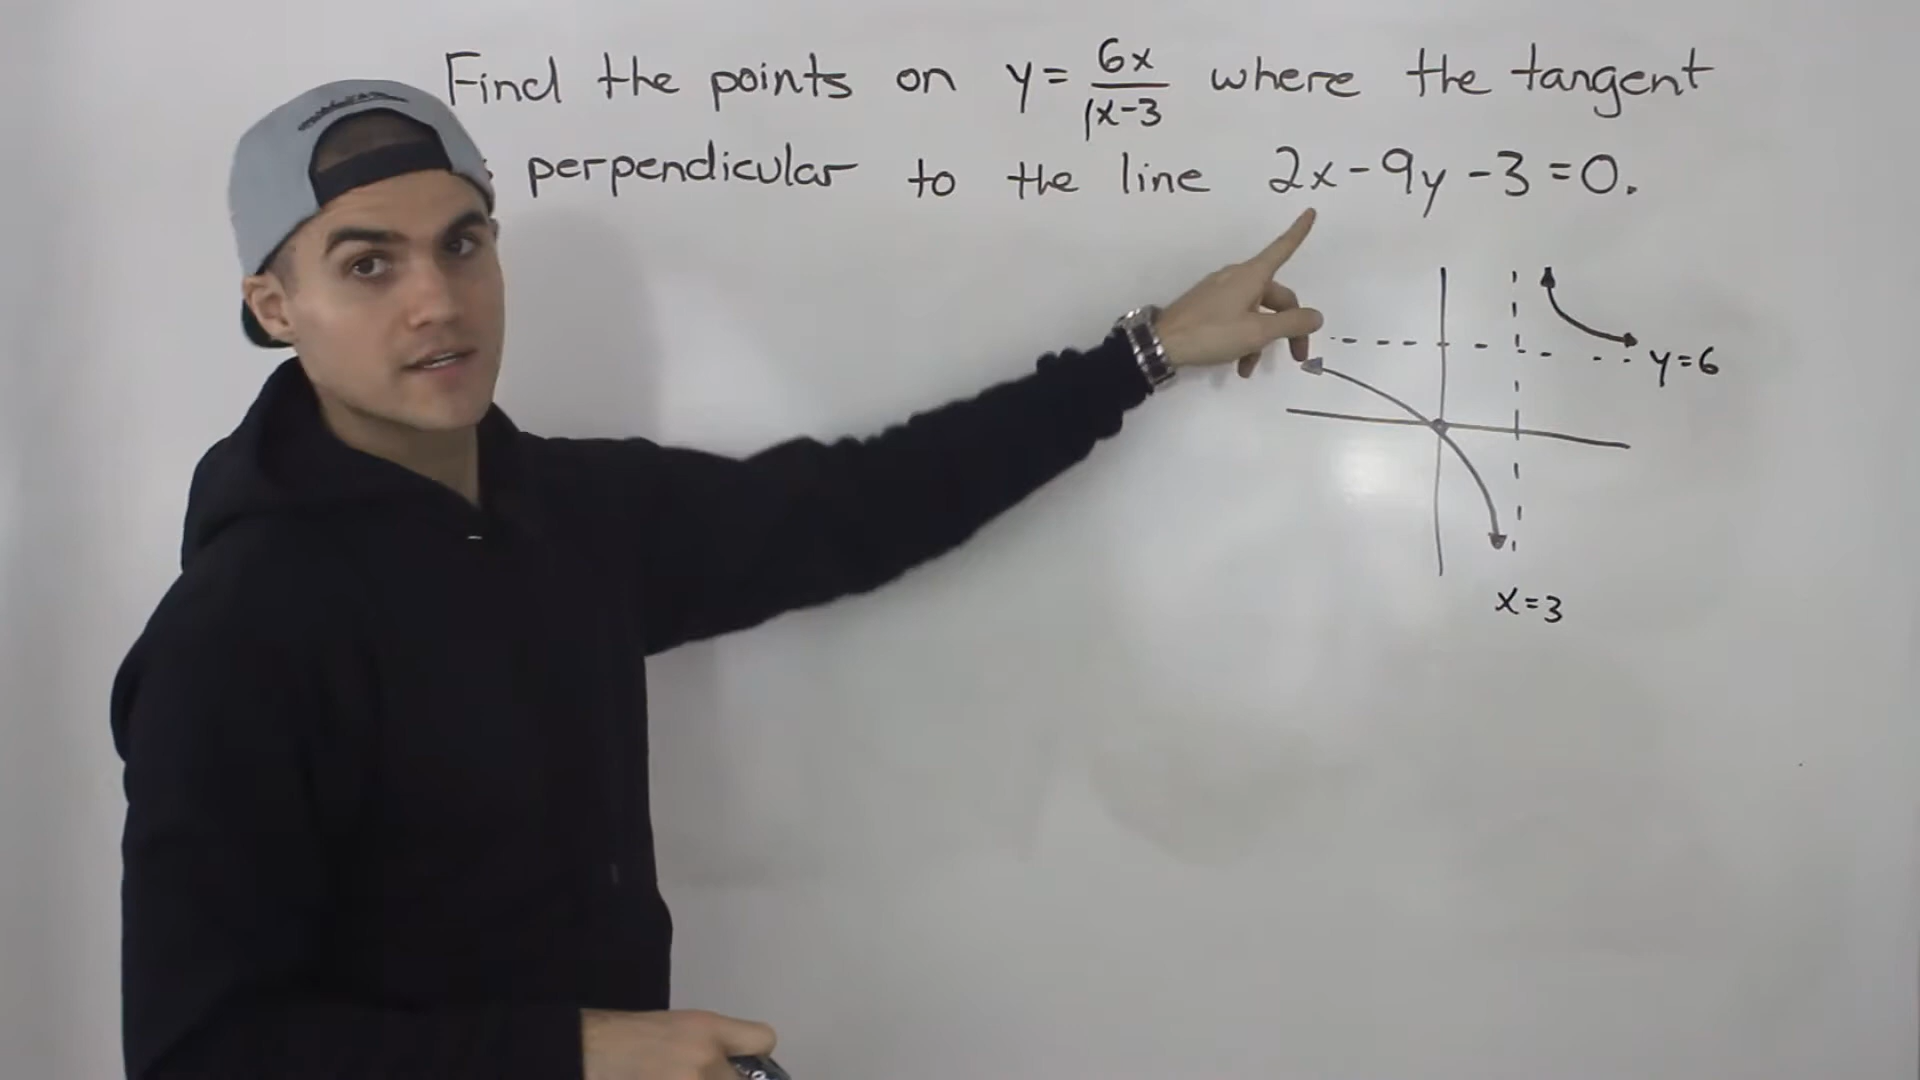 Find the points on y = 6x / 1x-3 where the tangent
perpendicular to the line 2x - 9y - 3 = 0.
y=6
x=3